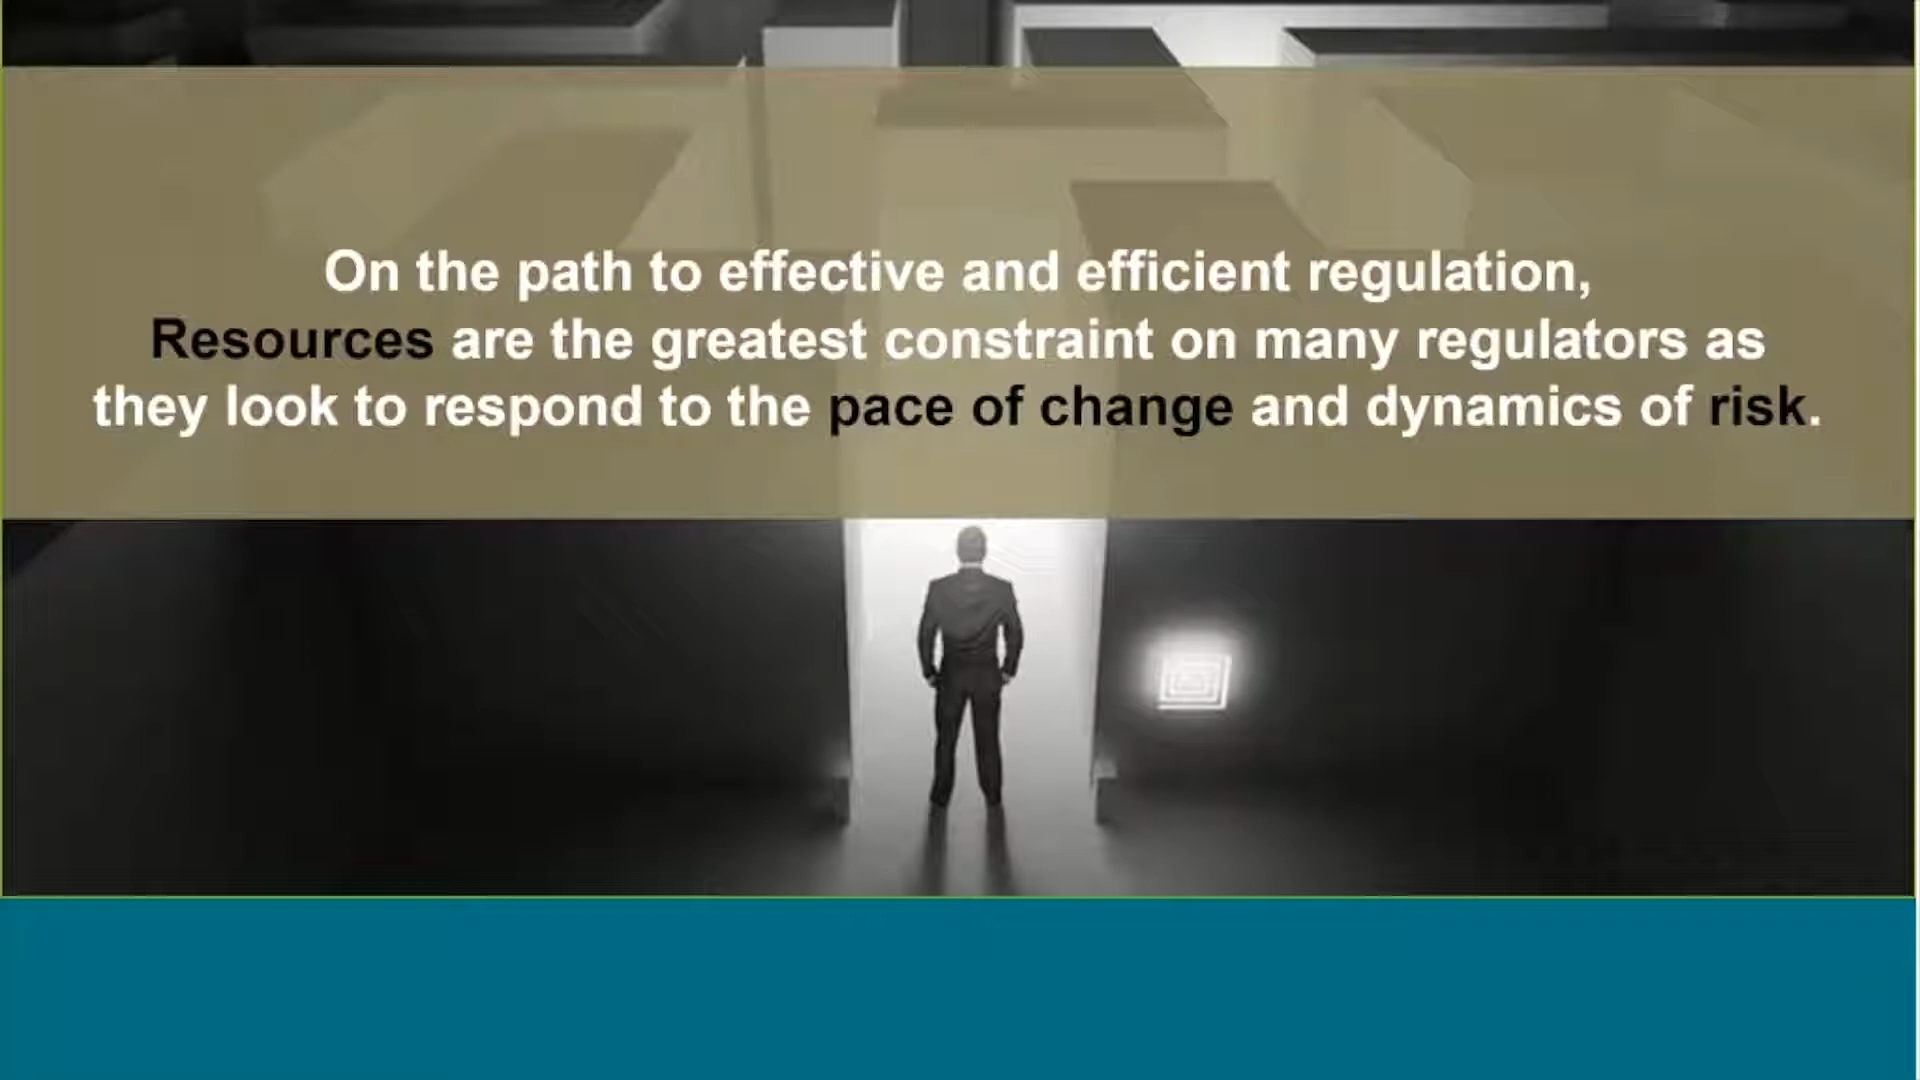 On the path to effective and efficient regulation,
Resources are the greatest constraint on many regulators as
they look to respond to the pace of change and dynamics of risk.